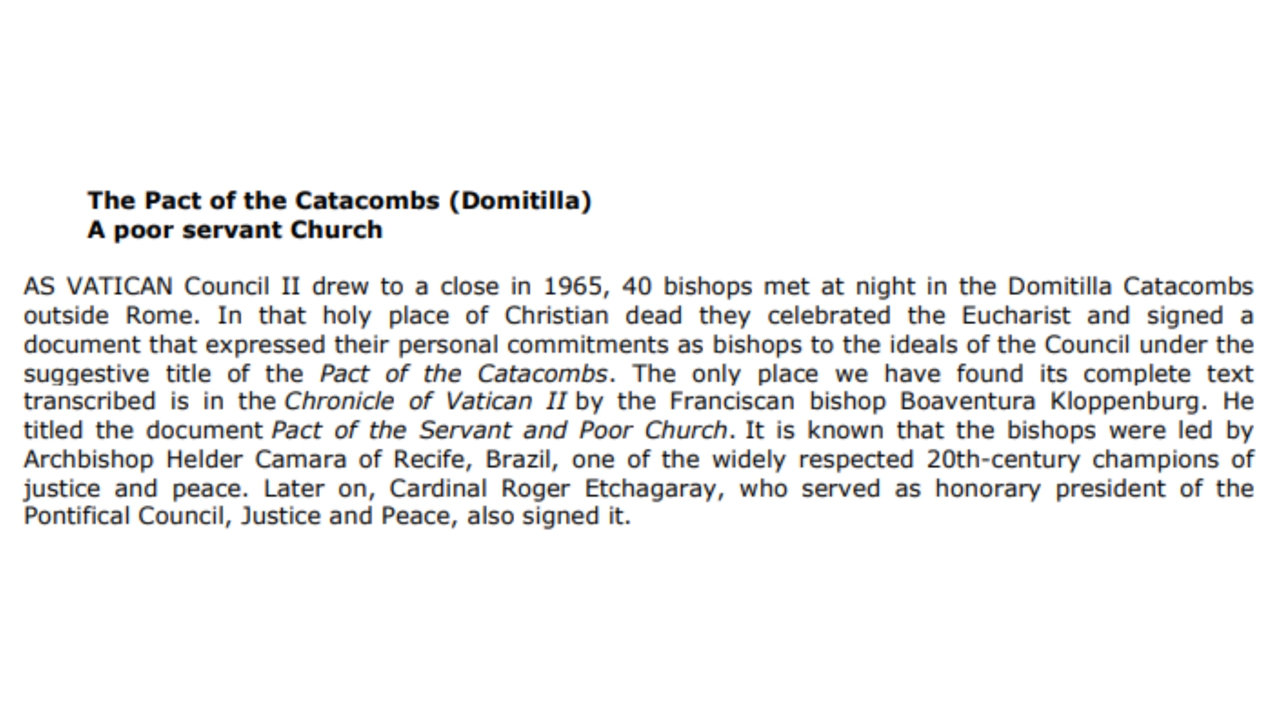 The Pact of the Catacombs (Domitilla)
A poor servant Church
AS VATICAN Council II drew to a close in 1965, 40 bishops met at night in the Domitilla Catacombs
outside Rome. In that holy place of Christian dead they celebrated the Eucharist and signed a
document that expressed their personal commitments as bishops to the ideals of the Council under the
suggestive title of the Pact of the Catacombs. The only place we have found its complete text
transcribed is in the Chronicle of Vatican II by the Franciscan bishop Boaventura Kloppenburg. He
titled the document Pact of the Servant and Poor Church. It is known that the bishops were led by
Archbishop Helder Camara of Recife, Brazil, one of the widely respected 20th-century champions of
justice and peace. Later on, Cardinal Roger Etchagaray, who served as honorary president of the
Pontifical Council, Justice and Peace, also signed it.